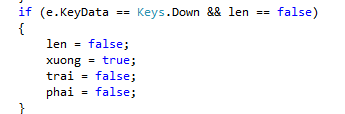 if (e.KeyData == Keys.Down && len == false)
{
len = false;
xuong = true;
trai = false;
phai = false;
}